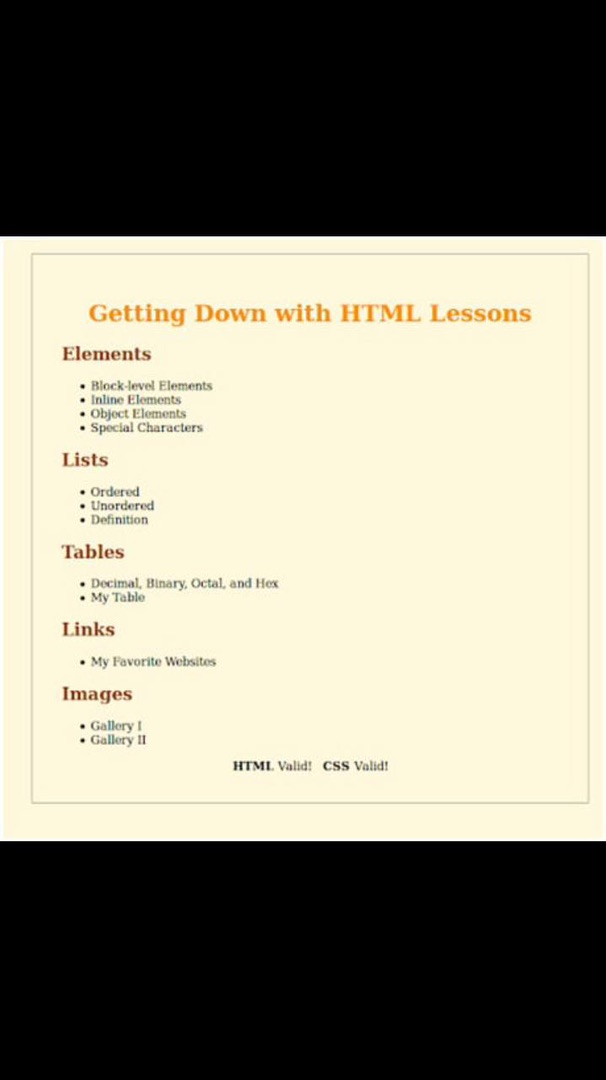 Getting Down with HTML Lessons
Elements
• Block-level Elements
• Inline Elements
• Object Elements
• Special Characters
Lists
• Ordered
• Unordered
• Definition
Tables
• Decimal, Binary, Octal, and Hex
• My Table
Links
• My Favorite Websites
Images
• Gallery I
• Gallery II
HTML Valid! CSS Valid!